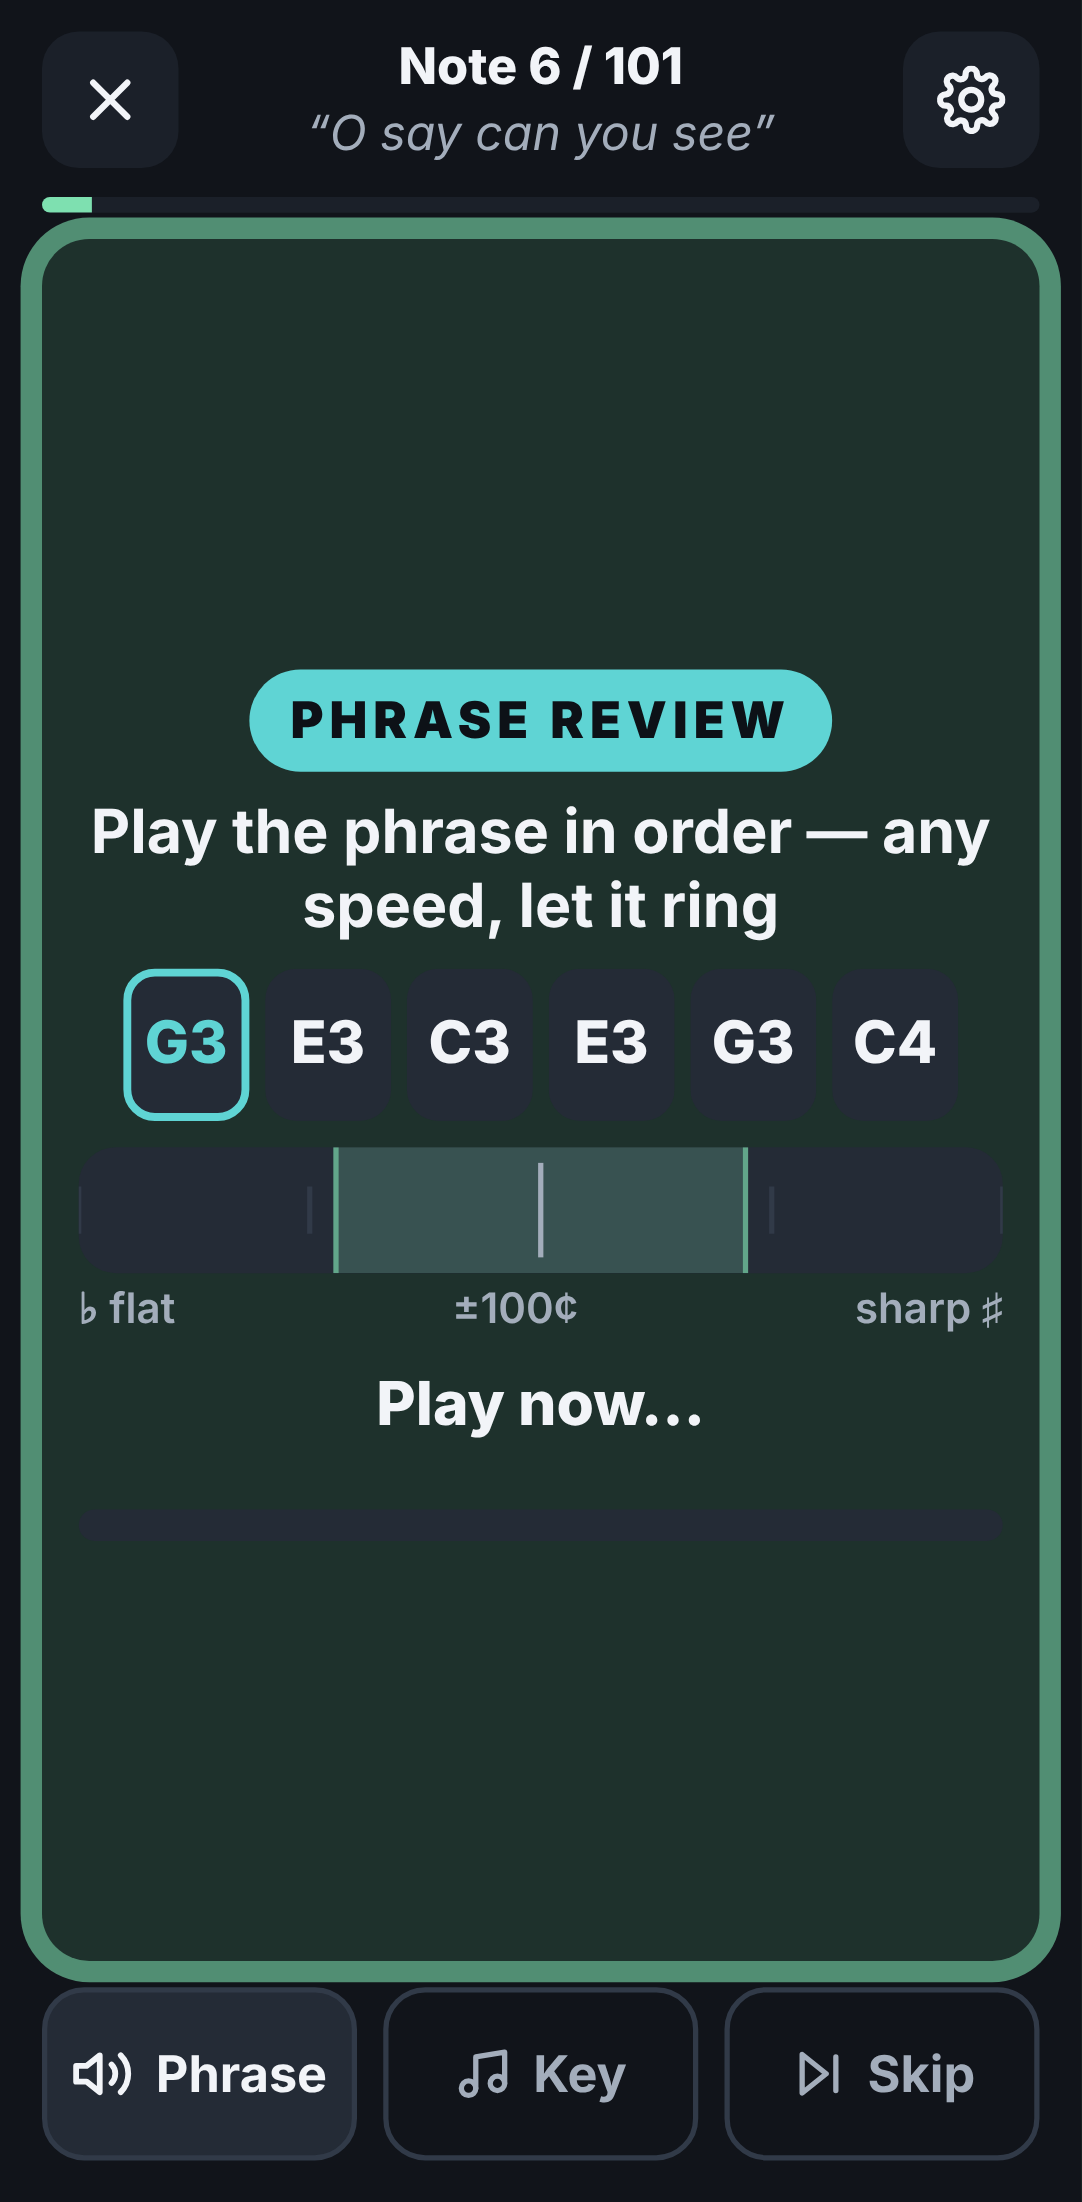 Note 6 / 101
“O say can you see”
PHRASE REVIEW
Play the phrase in order — any
speed, let it ring
G3 E3 C3 E3 G3 C4
♭ flat ±100¢ sharp ♯
Play now...
Phrase Key Skip